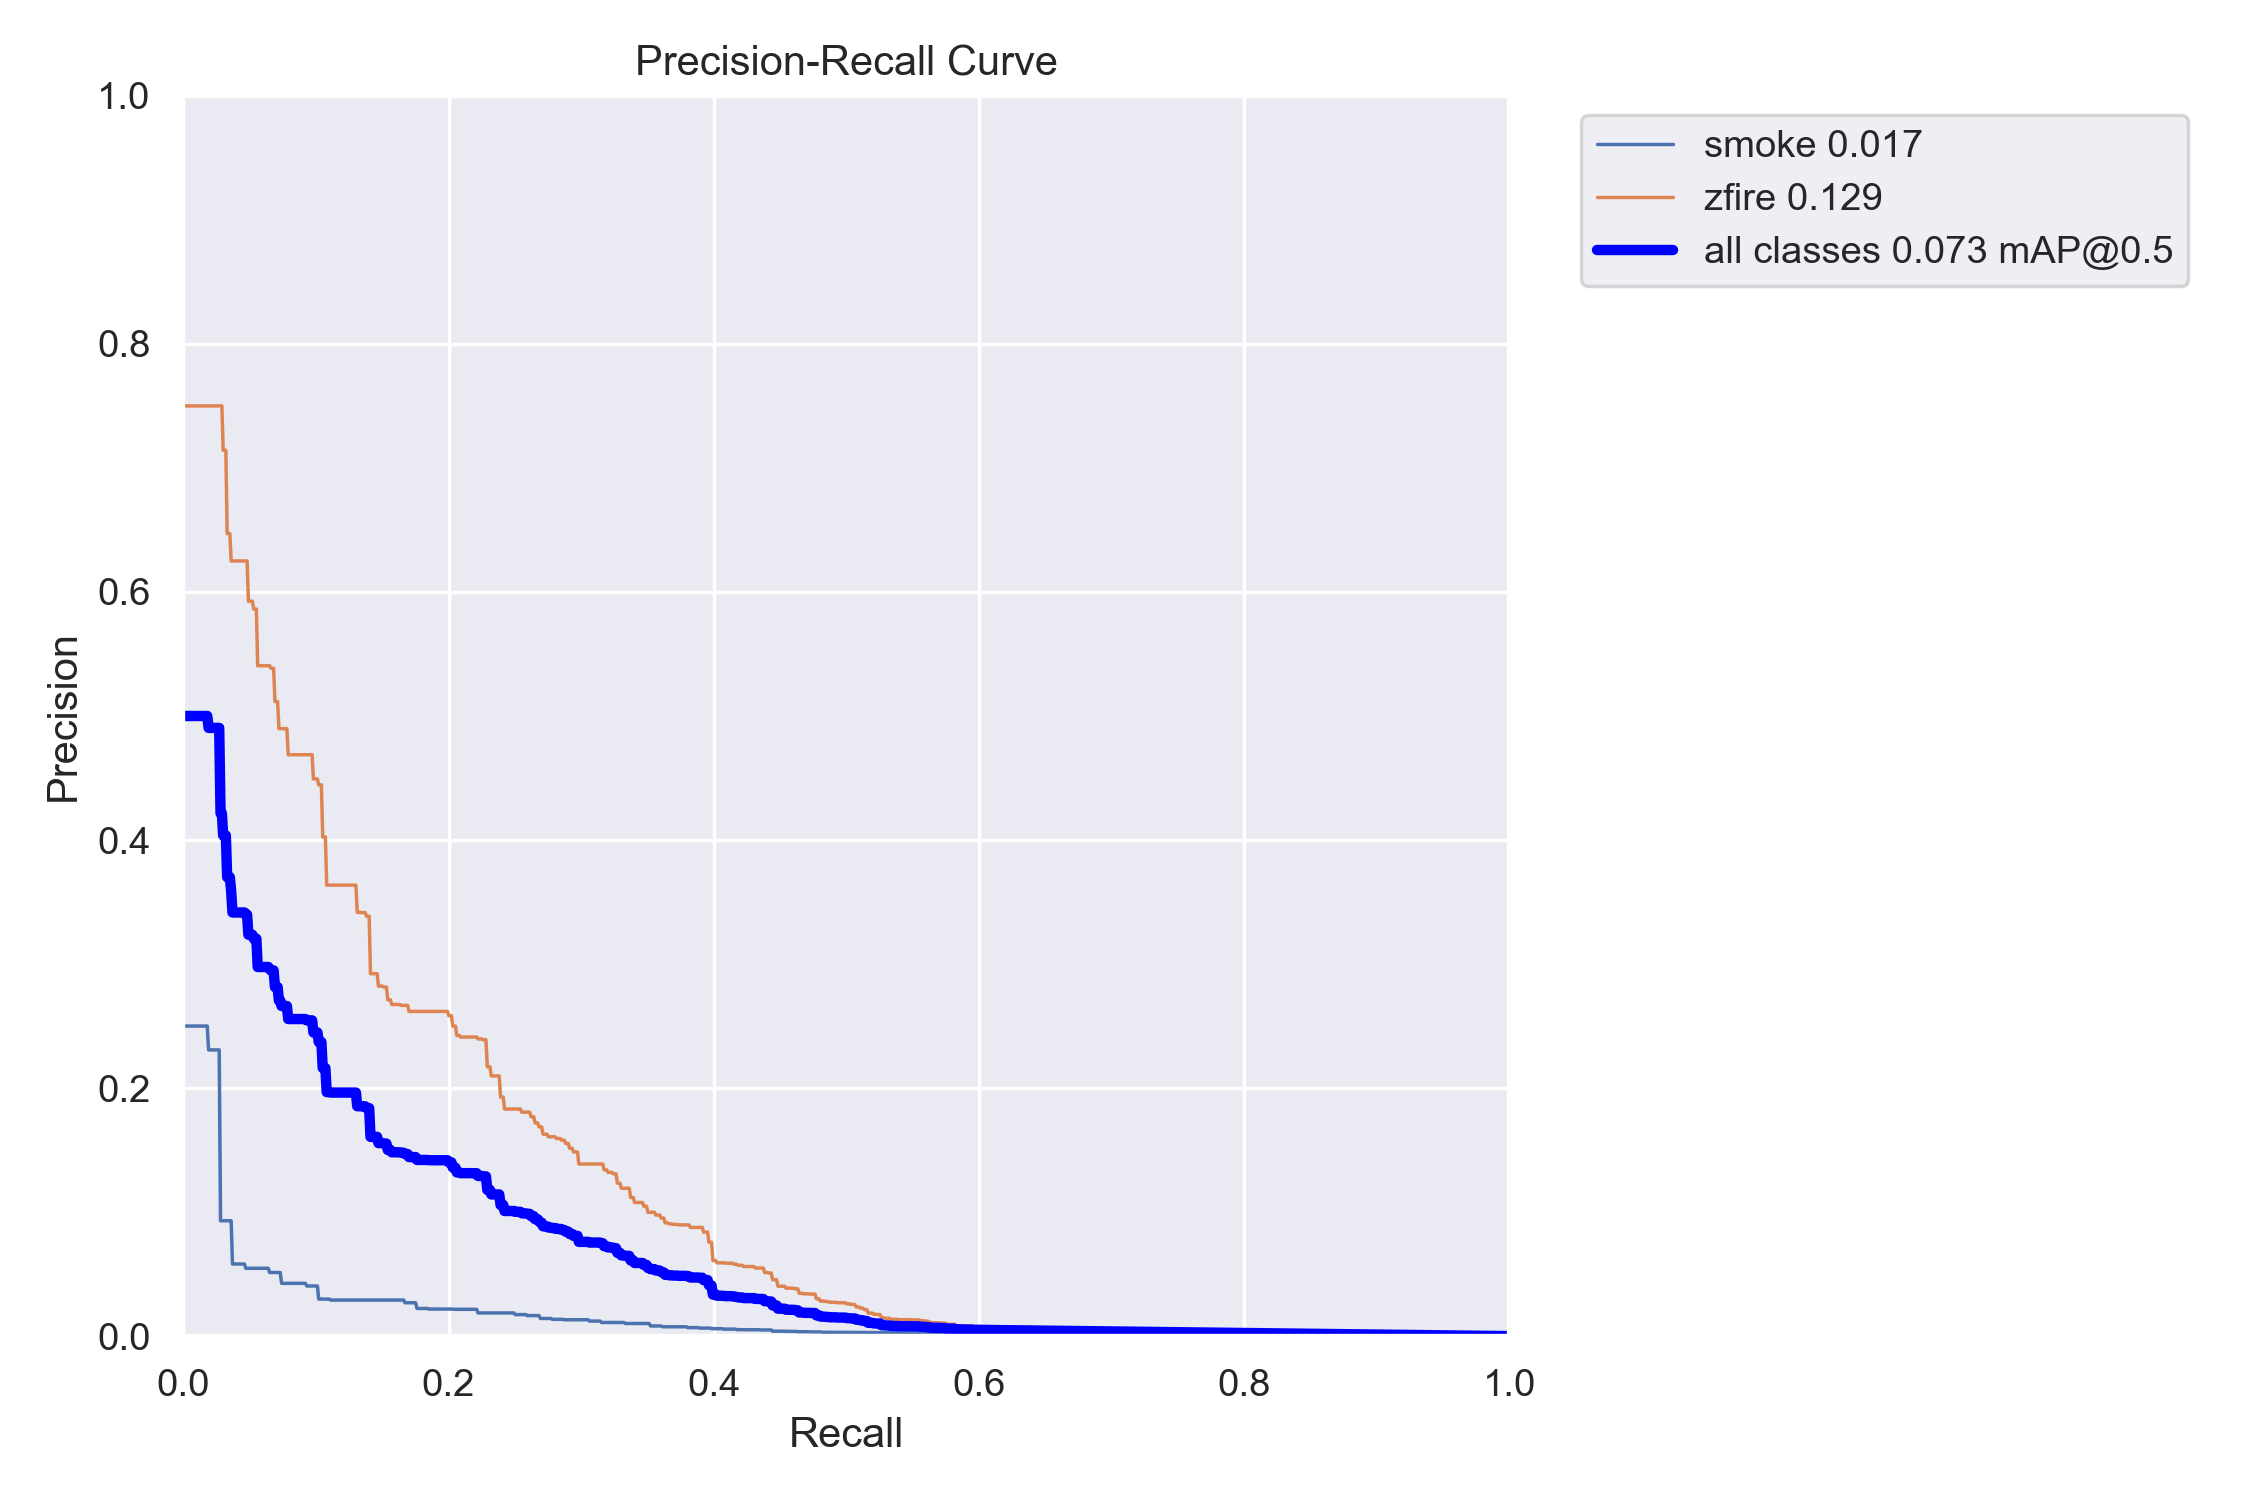 Precision-Recall Curve
1.0
0.8
0.6
0.4
0.2
0.0
Precision
0.0 0.2 0.4 0.6 0.8 1.0
Recall
smoke 0.017
zfire 0.129
all classes 0.073 mAP@0.5